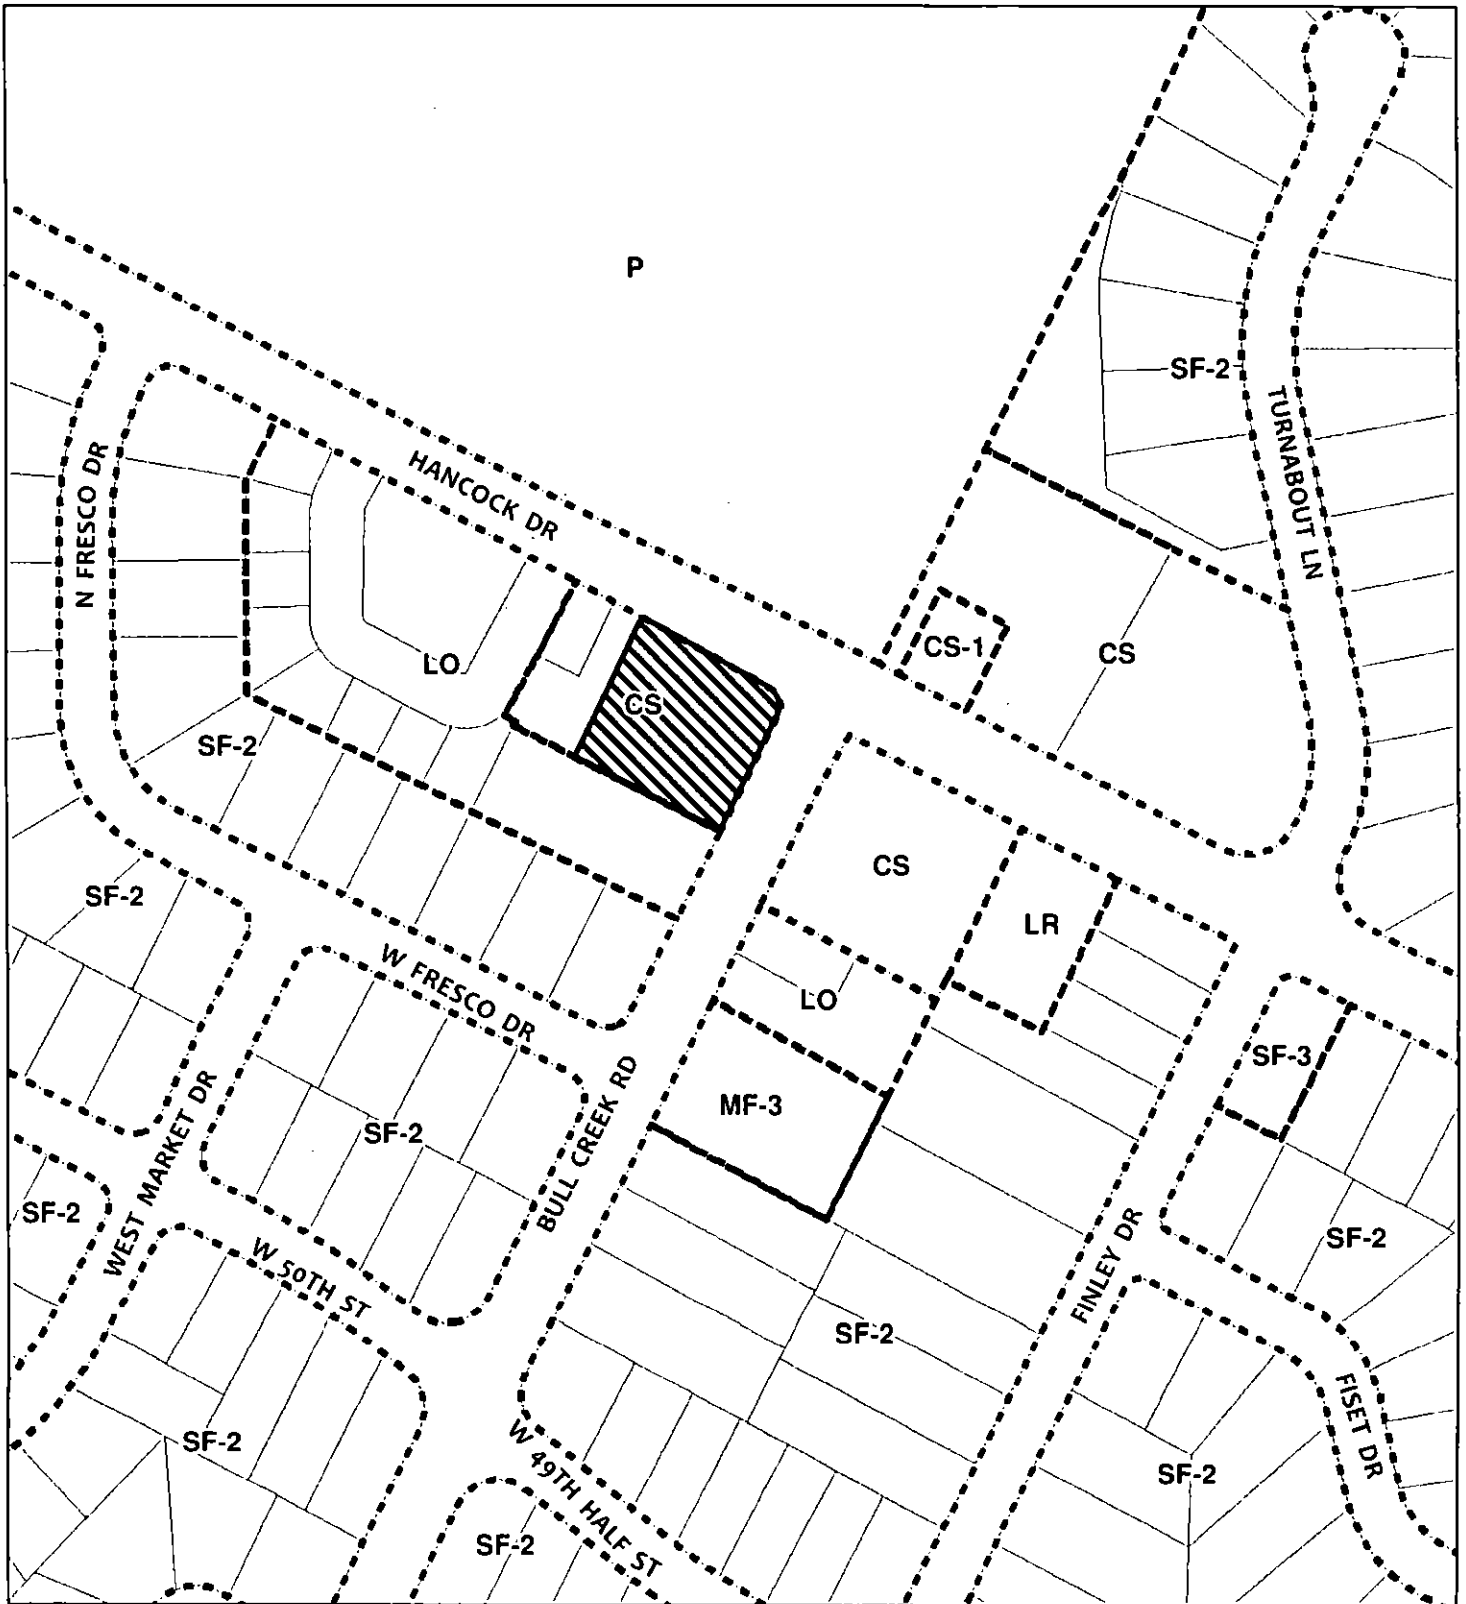 P
SF-2
TURNABOUT LN
HANCOCK DR
N FRESCO DR
CS-1
CS
LO
CS
SF-2
CS
SF-2
LR
W FRESCO DR
LO
SF-3
MF-3
SF-2
BULL CREEK RD
WEST MARKET DR
SF-2
SF-2
W 50TH ST
FINLEY DR
SF-2
FISET DR
SF-2
SF-2
W 49TH HALF ST
SF-2